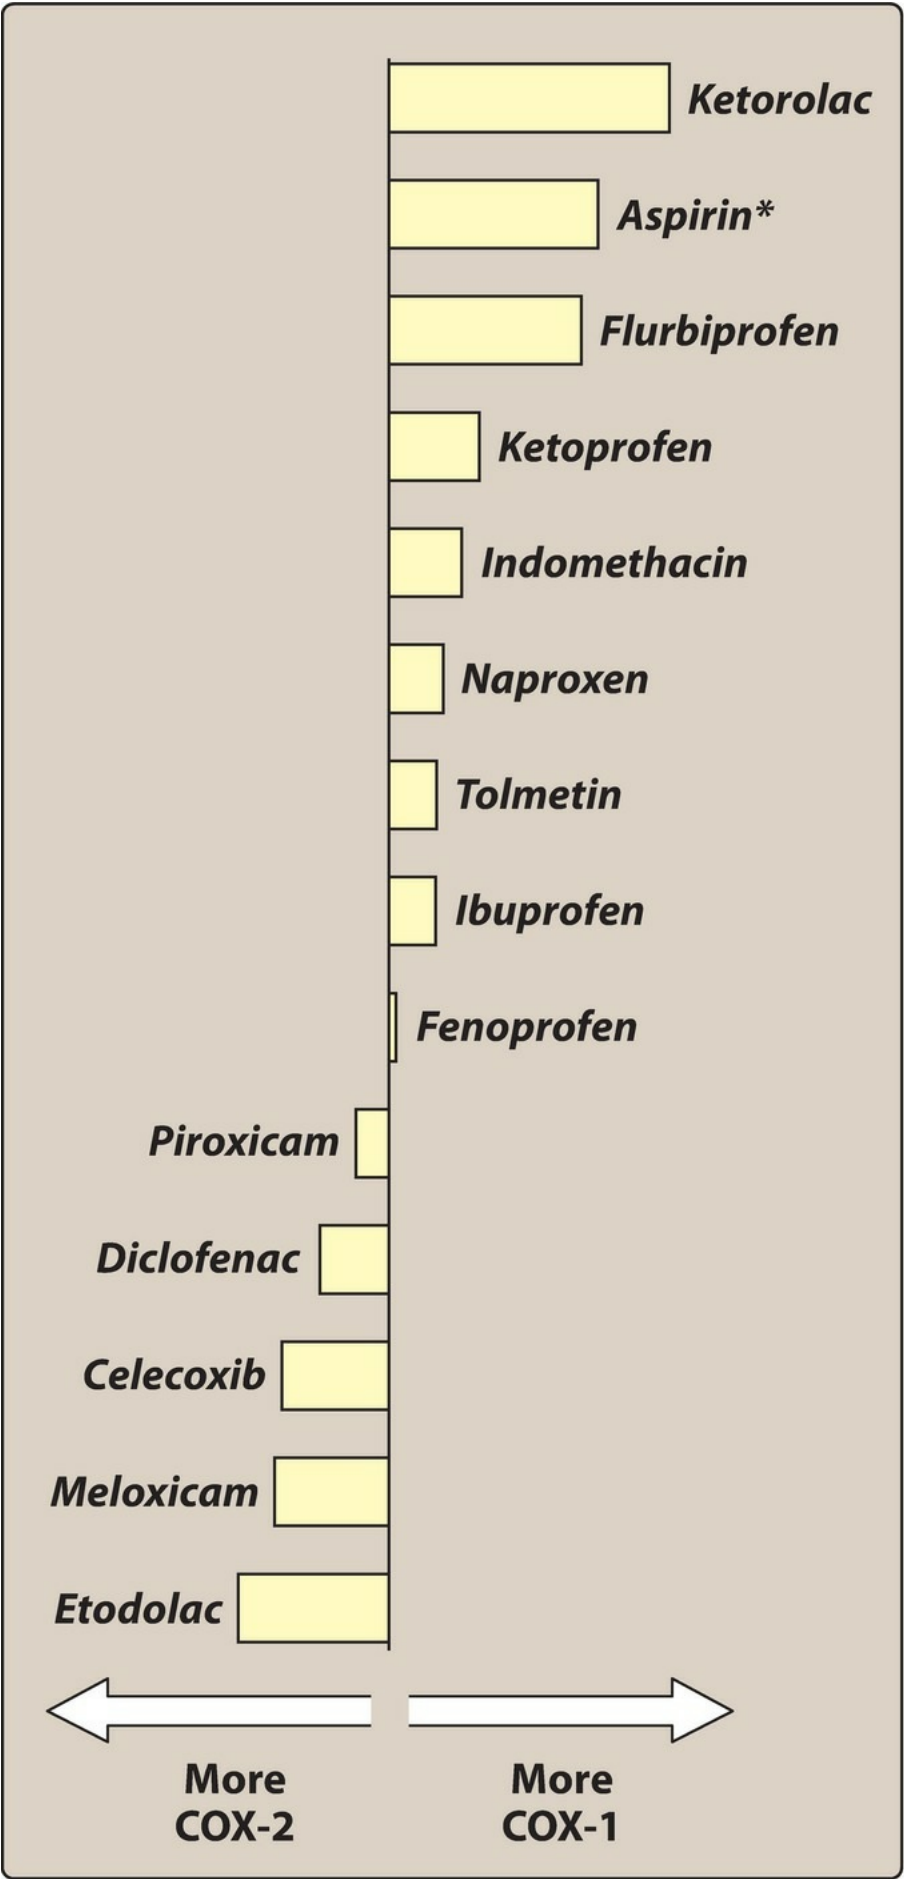 Ketorolac
Aspirin*
Flurbiprofen
Ketoprofen
Indomethacin
Naproxen
Tolmetin
Ibuprofen
Fenoprofen
Piroxicam
Diclofenac
Celecoxib
Meloxicam
Etodolac
More
COX-2
More
COX-1